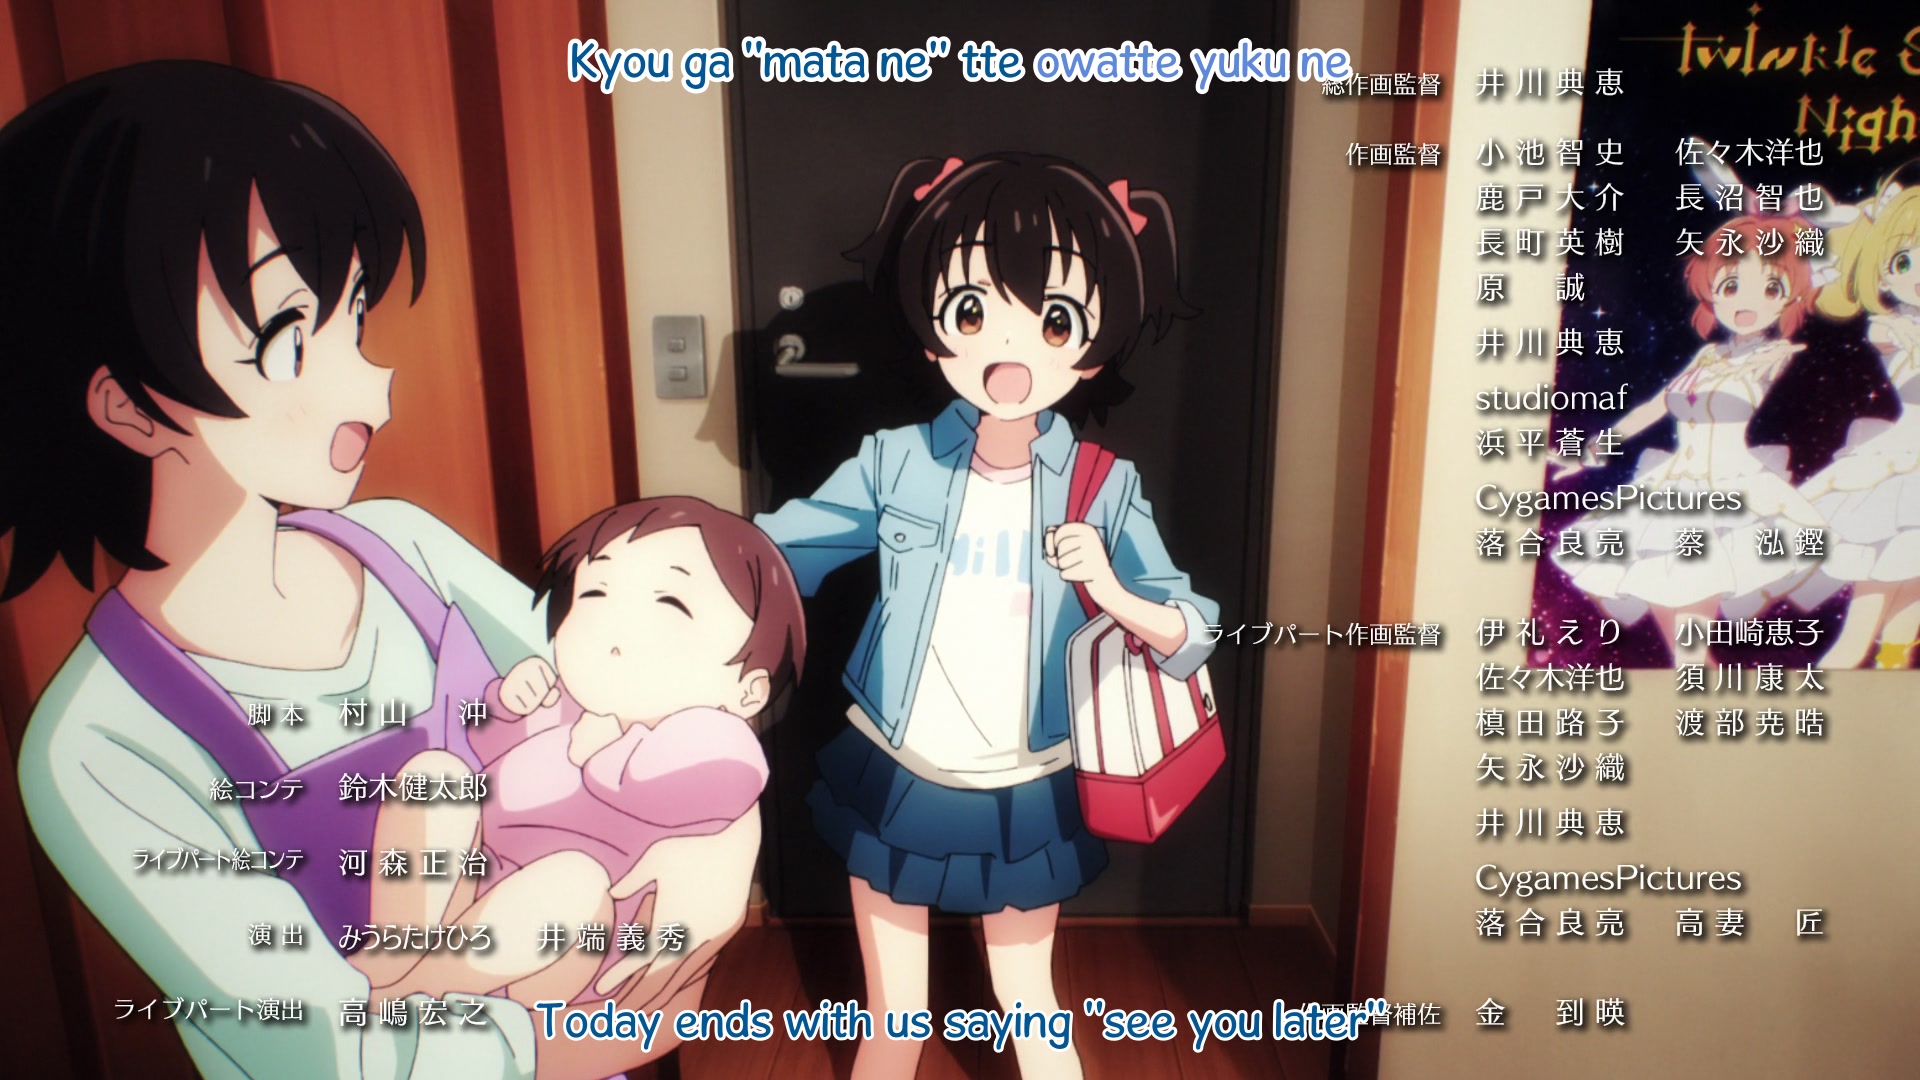 Kyou ga "mata ne" tte owatte yuku ne
Twinkle S
Nigh
総作画監督 井川典恵
作画監督 小池智史 佐々木洋也
鹿戸大介 長沼智也
長町英樹 矢永沙織
原 誠
井川典恵
studiomaf
浜平蒼生
CygamesPictures
落合良亮 蔡 泓鏗
ライブパート作画監督 伊礼えり 小田崎恵子
佐々木洋也 須川康太
槙田路子 渡部尭晧
矢永沙織
井川典恵
CygamesPictures
落合良亮 高妻 匠
作画監督補佐 金 到暎
脚本 村山 沖
絵コンテ 鈴木健太郎
ライブパート絵コンテ 河森正治
演出 みうらたけひろ 井端義秀
ライブパート演出 高嶋宏之
Today ends with us saying "see you later"